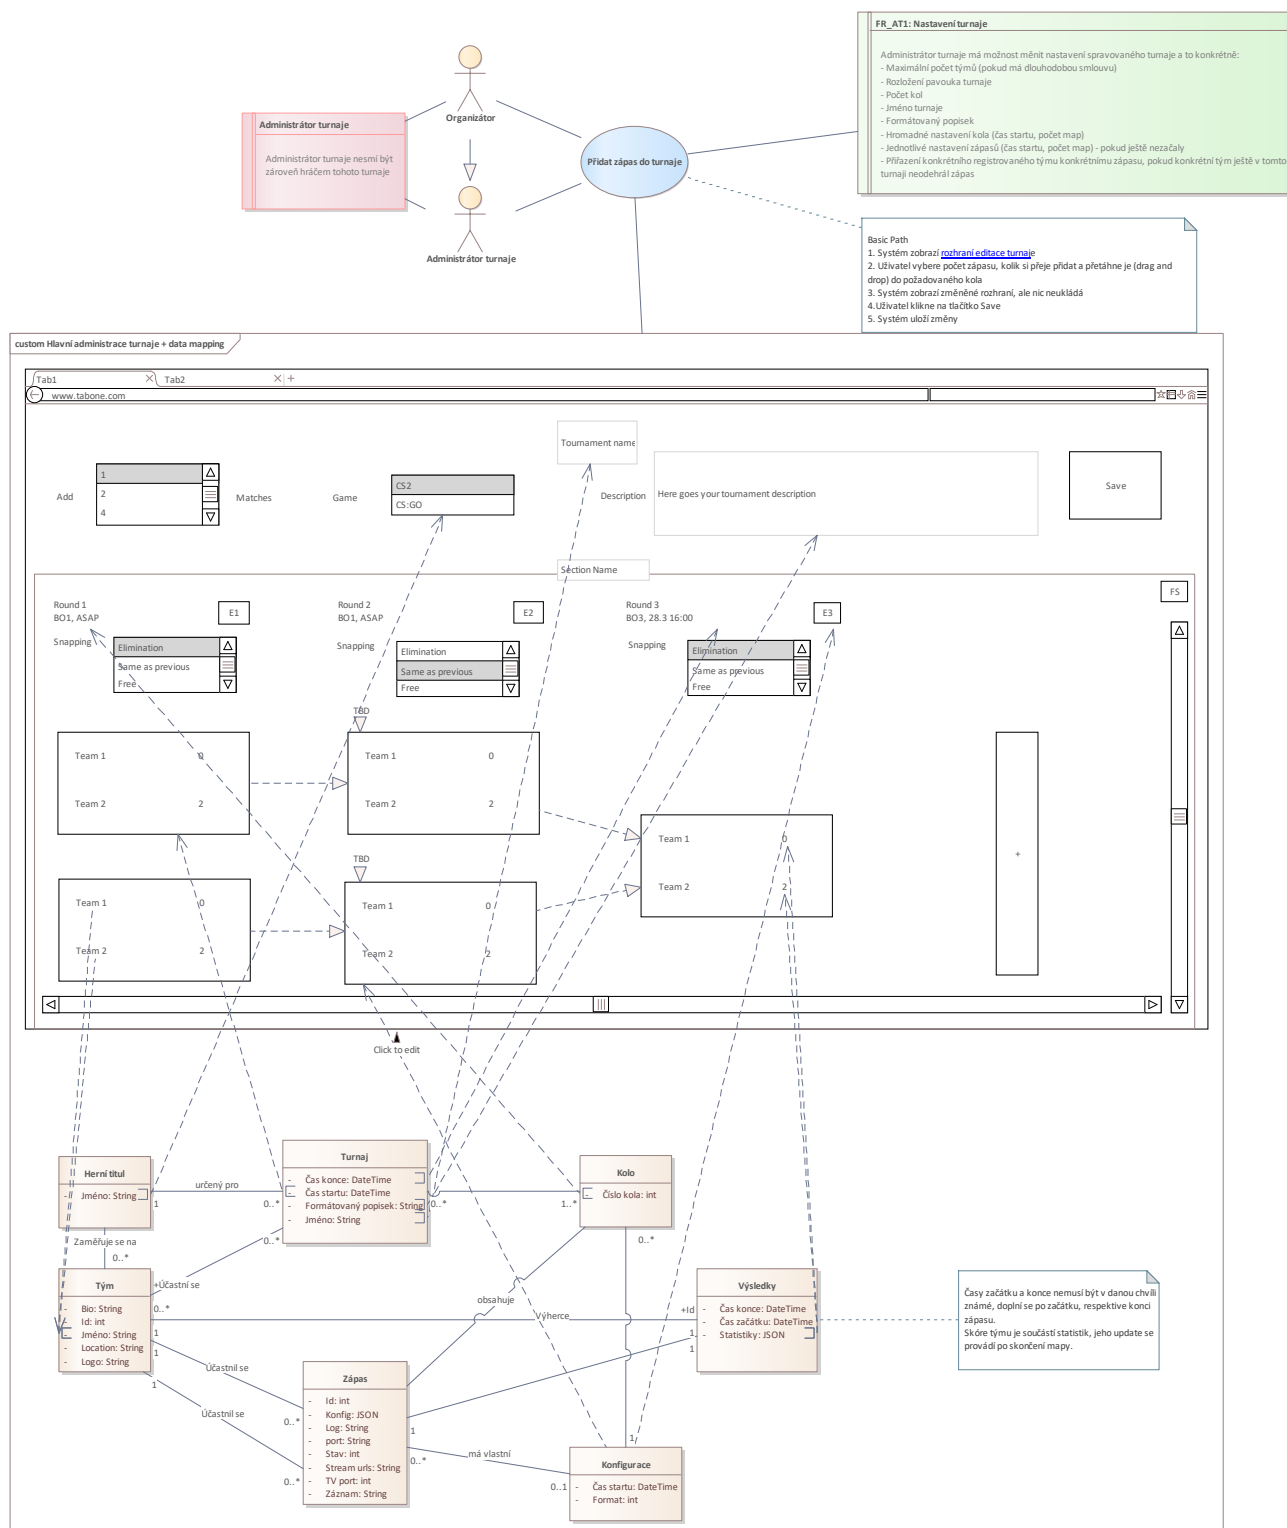 FR_AT1: Nastavení turnaje
Administrátor turnaje má možnost měnit nastavení spravovaného turnaje a to konkrétně:
- Maximální počet týmů (pokud má dlouhodobou smlouvu)
- Rozložení pavouka turnaje
- Počet kol
- Jméno turnaje
- Formátovaný popisek
- Hromadné nastavení kola (čas startu, počet map)
- Jednotlivé nastavení zápasů (čas startu, počet map) - pokud ještě nezačaly
- Přiřazení konkrétního registrovaného týmu konkrétnímu zápasu, pokud konkrétní tým ještě v tomto
turnaji neodehrál zápas
Organizátor
Administrátor turnaje
Administrátor turnaje nesmí být
zároveň hráčem tohoto turnaje
Přidat zápas do turnaje
Administrátor turnaje
Basic Path
1. Systém zobrazí rozhraní editace turnaje
2. Uživatel vybere počet zápasu, kolik si přeje přidat a přetáhne je (drag and
drop) do požadovaného kola
3. Systém zobrazí změněné rozhraní, ale nic neukládá
4.Uživatel klikne na tlačítko Save
5. Systém uloží změny
custom Hlavní administrace turnaje + data mapping
Tab1
Tab2
www.tabone.com
Tournament name
Add
1
2
4
Matches
Game
CS2
CS:GO
Description
Here goes your tournament description
Save
Section Name
FS
Round 1
BO1, ASAP
E1
Round 2
BO1, ASAP
E2
Round 3
BO3, 28.3 16:00
E3
Snapping
Elimination
Same as previous
Free
Snapping
Elimination
Same as previous
Free
Snapping
Elimination
Same as previous
Free
TBD
Team 1 0
Team 2 2
Team 1 0
Team 2 2
Team 1 0
Team 2 2
+
TBD
Team 1 0
Team 2 2
Team 1 0
Team 2 2
Click to edit
Herní titul
- Jméno: String
určený pro
1
0..*
Turnaj
- Čas konce: DateTime
- Čas startu: DateTime
- Formátovaný popisek: String
- Jméno: String
0..*
1..*
Kolo
- Číslo kola: int
0..*
Zaměřuje se na
0..*
0..*
+Účastní se
0..*
Tým
- Bio: String
- Id: int
- Jméno: String
- Location: String
- Logo: String
1
1
1
obsahuje
Výherce
+Id
1
1
Výsledky
- Čas konce: DateTime
- Čas začátku: DateTime
- Statistiky: JSON
Časy začátku a konce nemusí být v danou chvíli
známé, doplní se po začátku, respektive konci
zápasu.
Skóre týmu je součástí statistik, jeho update se
provádí po skončení mapy.
Účastnil se
0..*
Účastnil se
0..*
Zápas
- Id: int
- Konfig: JSON
- Log: String
- port: String
- Stav: int
- Stream urls: String
- TV port: int
- Záznam: String
1
0..*
má vlastní
0..1
1
Konfigurace
- Čas startu: DateTime
- Format: int